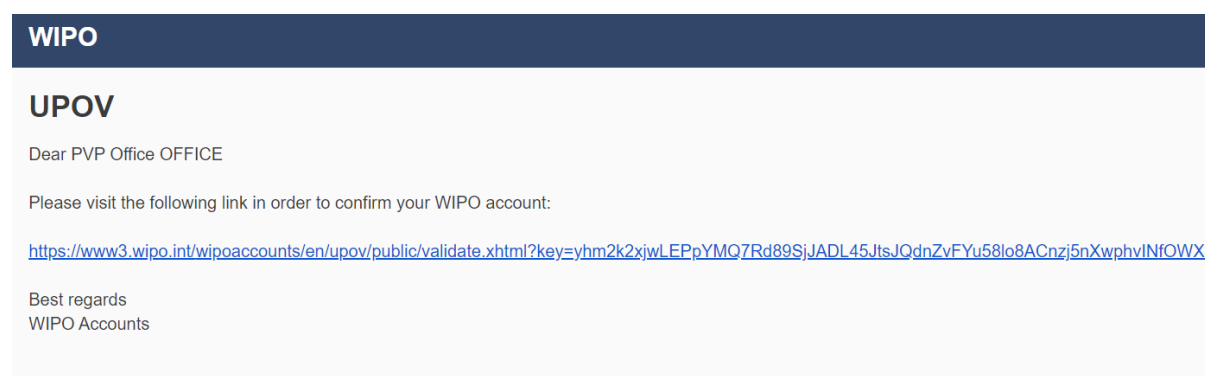 WIPO
UPOV
Dear PVP Office OFFICE
Please visit the following link in order to confirm your WIPO account:
https://www3.wipo.int/wipoaccounts/en/upov/public/validate.xhtml?key=yhm2k2xjwLEPpYMQ7Rd89SjJADL45JtsJQdnZvFYu58lo8ACnzj5nXwphvINfOWX
Best regards
WIPO Accounts